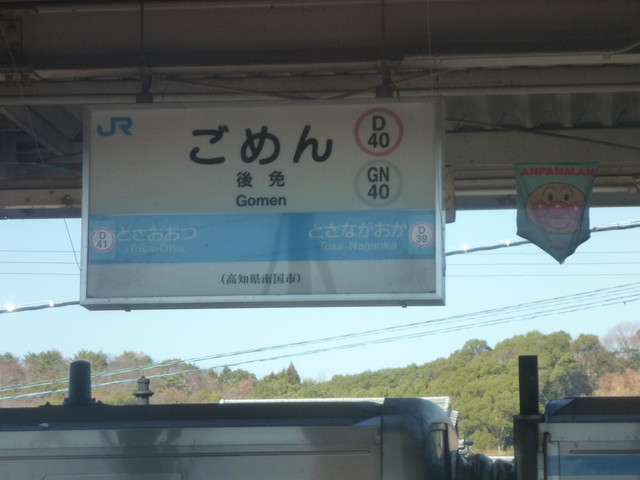 JR
ごめん
後免
Gomen
D
40
GN
40
D
41
とさおおつ
Tosa-Otsu
とさながおか
Tosa-Nagaoka
D
39
(高知県南国市)
ANPANMAN